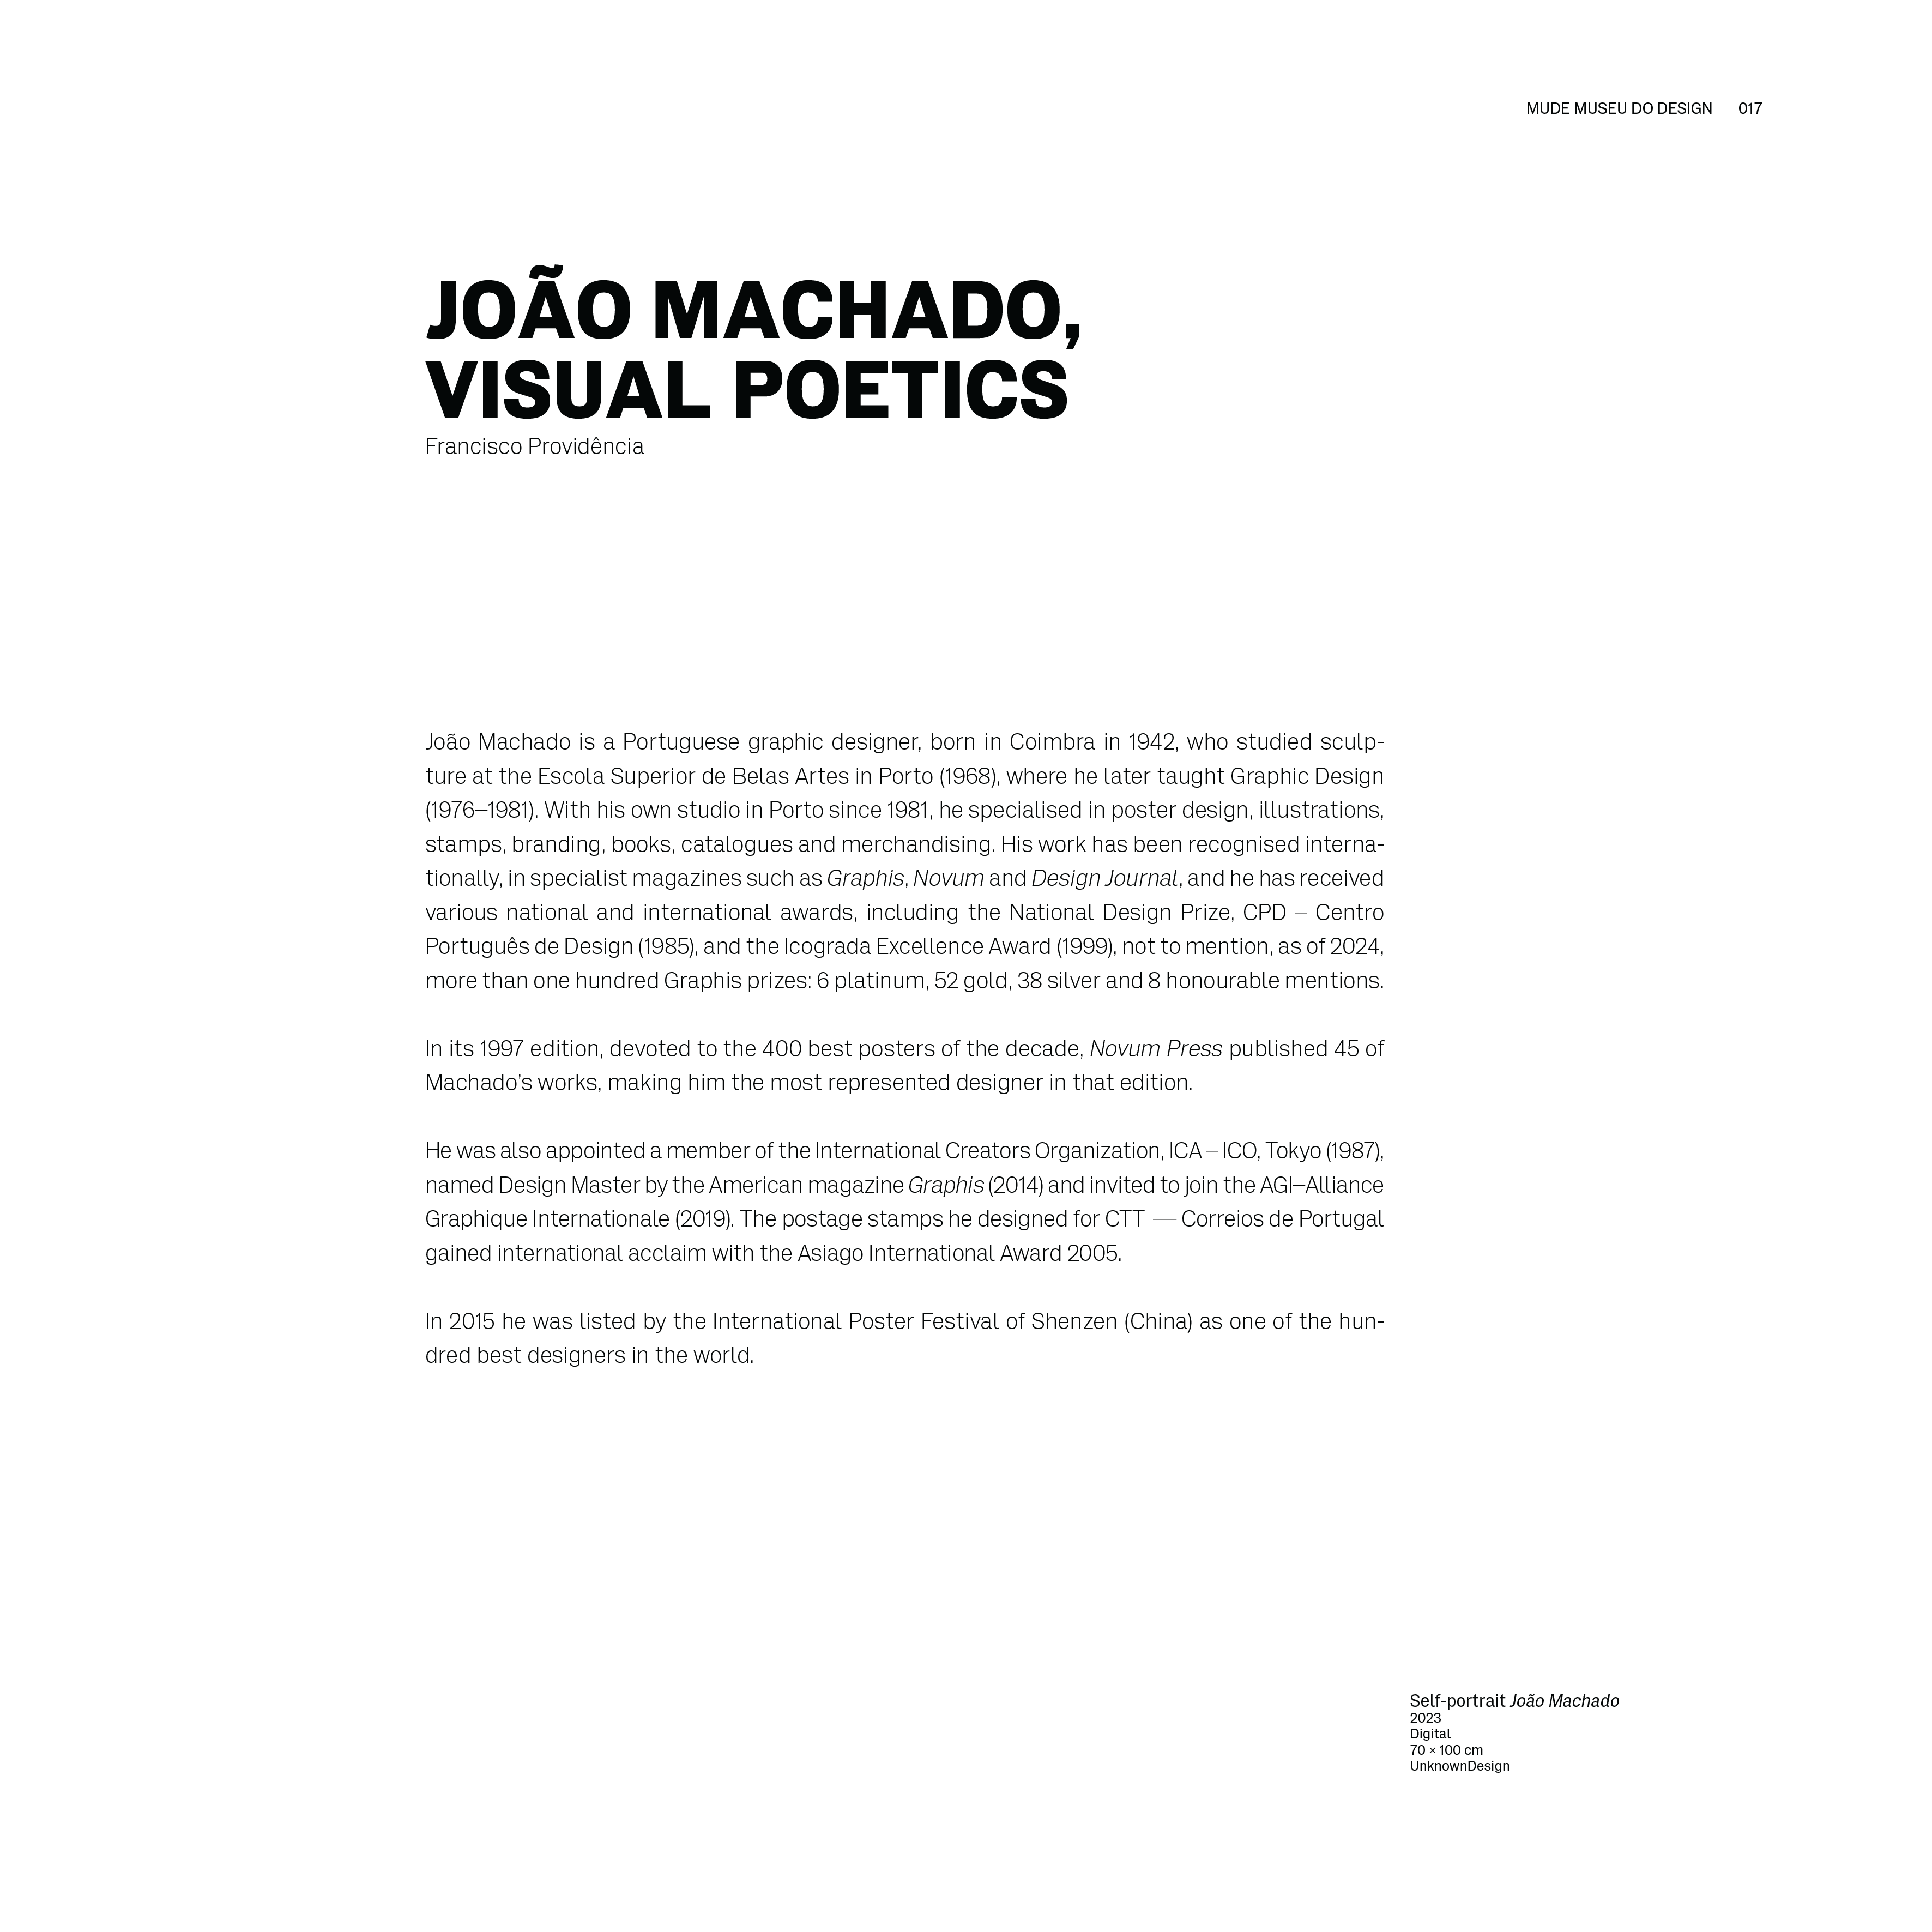 MUDE MUSEU DO DESIGN 017
JOÃO MACHADO,
VISUAL POETICS
Francisco Providência
João Machado is a Portuguese graphic designer, born in Coimbra in 1942, who studied sculp-
ture at the Escola Superior de Belas Artes in Porto (1968), where he later taught Graphic Design
(1976–1981). With his own studio in Porto since 1981, he specialised in poster design, illustrations,
stamps, branding, books, catalogues and merchandising. His work has been recognised interna-
tionally, in specialist magazines such as Graphis, Novum and Design Journal, and he has received
various national and international awards, including the National Design Prize, CPD – Centro
Português de Design (1985), and the Icograda Excellence Award (1999), not to mention, as of 2024,
more than one hundred Graphis prizes: 6 platinum, 52 gold, 38 silver and 8 honourable mentions.
In its 1997 edition, devoted to the 400 best posters of the decade, Novum Press published 45 of
Machado's works, making him the most represented designer in that edition.
He was also appointed a member of the International Creators Organization, ICA – ICO, Tokyo (1987),
named Design Master by the American magazine Graphis (2014) and invited to join the AGI–Alliance
Graphique Internationale (2019). The postage stamps he designed for CTT — Correios de Portugal
gained international acclaim with the Asiago International Award 2005.
In 2015 he was listed by the International Poster Festival of Shenzen (China) as one of the hun-
dred best designers in the world.
Self-portrait João Machado
2023
Digital
70 × 100 cm
UnknownDesign